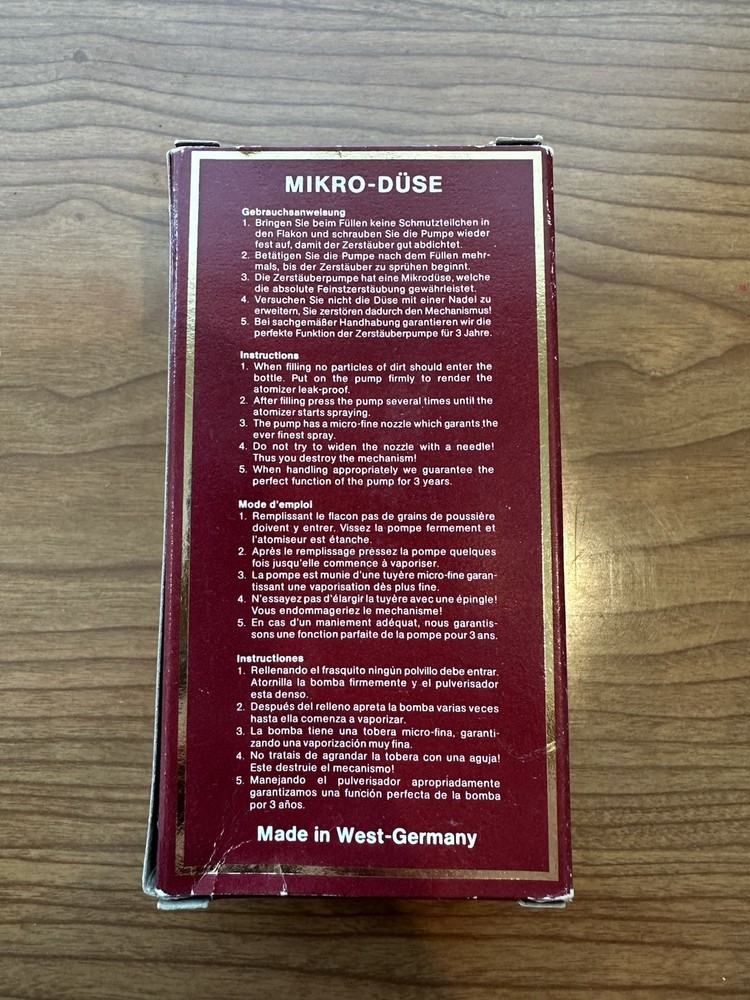 MIKRO-DÜSE
Gebrauchsanweisung
1. Bringen Sie beim Füllen keine Schmutzteilchen in
den Flakon und schrauben Sie die Pumpe wieder
fest auf, damit der Zerstäuber gut abdichtet.
2. Betätigen Sie die Pumpe nach dem Füllen mehr-
mals, bis der Zerstäuber zu sprühen beginnt.
3. Die Zerstäuberpumpe hat eine Mikrodüse, welche
die absolute Feinstzerstäubung gewährleistet.
4. Versuchen Sie nicht die Düse mit einer Nadel zu
erweitern, Sie zerstören dadurch den Mechanismus!
5. Bei sachgemäßer Handhabung garantieren wir die
perfekte Funktion der Zerstäuberpumpe für 3 Jahre.
Instructions
1. When filling no particles of dirt should enter the
bottle. Put on the pump firmly to render the
atomizer leak-proof.
2. After filling press the pump several times until the
atomizer starts spraying.
3. The pump has a micro-fine nozzle which garants the
ever finest spray.
4. Do not try to widen the nozzle with a needle!
Thus you destroy the mechanism!
5. When handling appropriately we guarantee the
perfect function of the pump for 3 years.
Mode d'emploi
1. Remplissant le flacon pas de grains de poussière
doivent y entrer. Vissez la pompe fermement et
l'atomiseur est étanche.
2. Après le remplissage pressez la pompe quelques
fois jusqu'elle commence à vaporiser.
3. La pompe est munie d'une tuyère micro-fine garan-
tissant une vaporisation dès plus fine.
4. N'essayez pas d'élargir la tuyère avec une épingle!
Vous endommageriez le mechanisme!
5. En cas d'un maniement adéquat, nous garantis-
sons une fonction parfaite de la pompe pour 3 ans.
Instructiones
1. Rellenando el frasquito ningún polvillo debe entrar.
Atornilla la bomba firmemente y el pulverisador
esta denso.
2. Después del relleno apreta la bomba varias veces
hasta ella comenza a vaporizar.
3. La bomba tiene una tobera micro-fina, garanti-
zando una vaporización muy fina.
4. No tratais de agrandar la tobera con una aguja!
Este destruie el mecanismo!
5. Manejando el pulverisador apropriadamente
garantizamos una función perfecta de la bomba
por 3 años.
Made in West-Germany